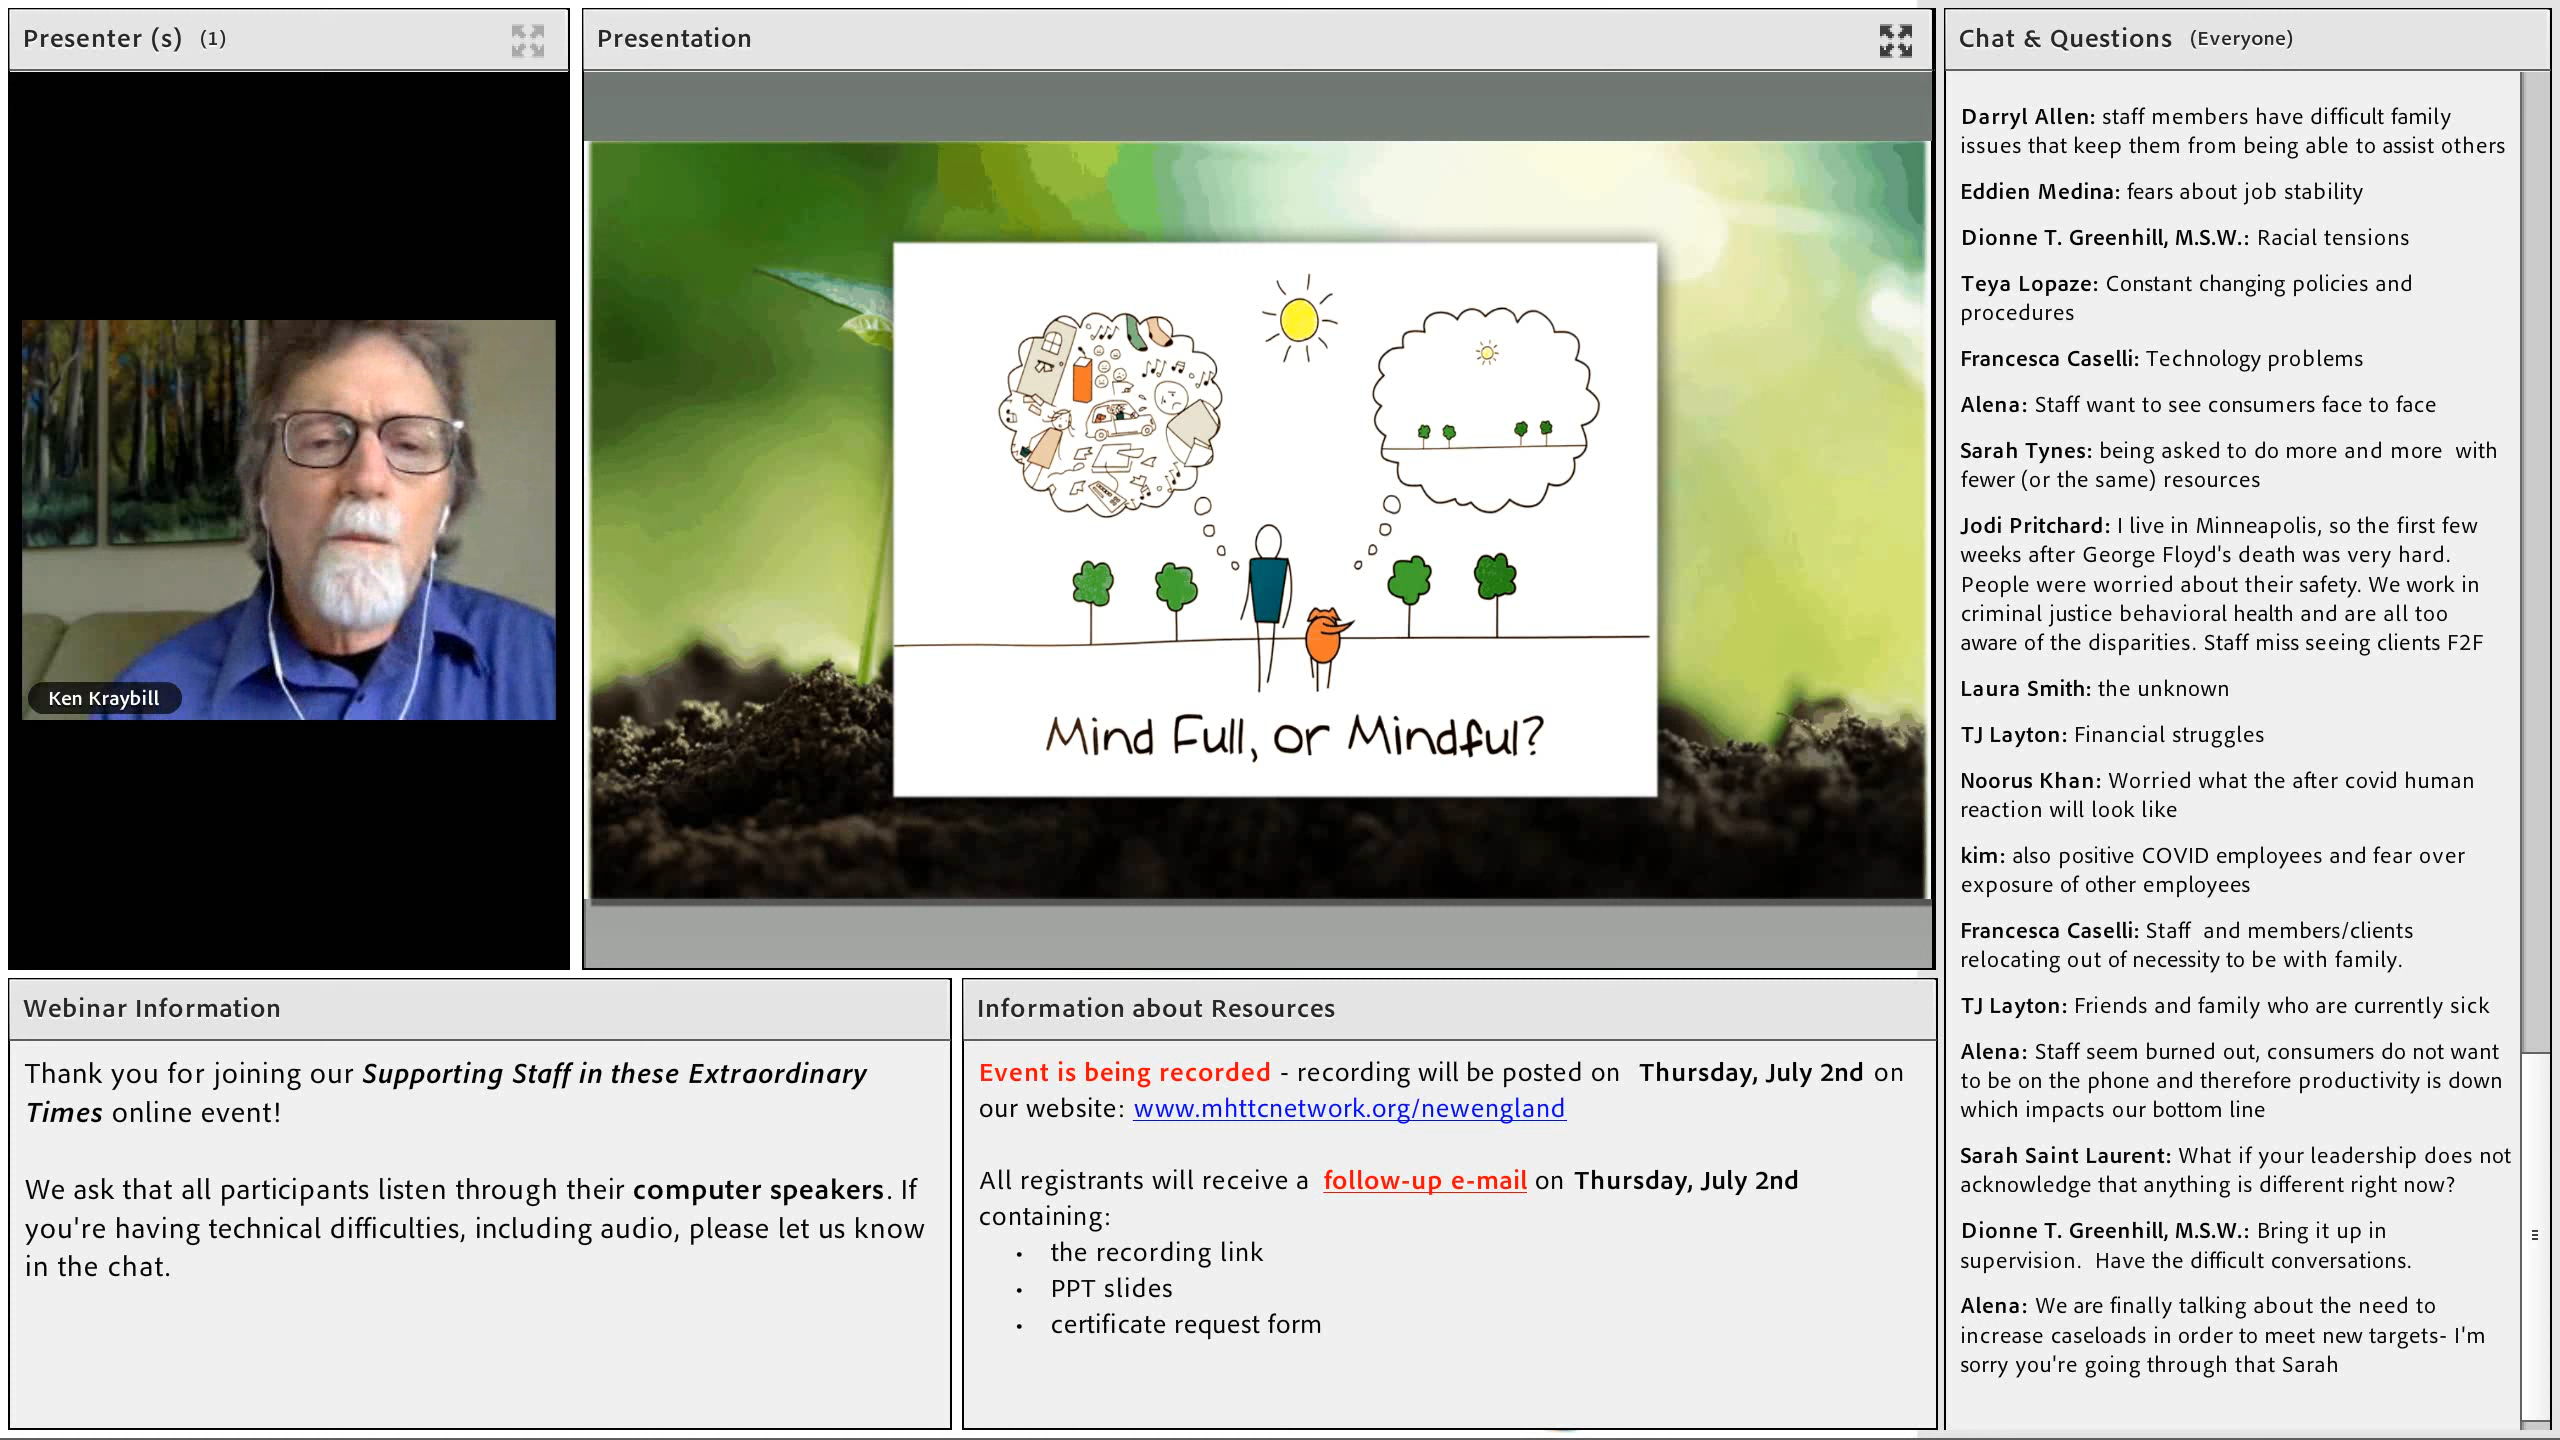 Presenter (s) (1)
Ken Kraybill
Presentation
Mind Full, or Mindful?
Chat & Questions (Everyone)
Darryl Allen: staff members have difficult family
issues that keep them from being able to assist others
Eddien Medina: fears about job stability
Dionne T. Greenhill, M.S.W.: Racial tensions
Teya Lopaze: Constant changing policies and
procedures
Francesca Caselli: Technology problems
Alena: Staff want to see consumers face to face
Sarah Tynes: being asked to do more and more with
fewer (or the same) resources
Jodi Pritchard: I live in Minneapolis, so the first few
weeks after George Floyd's death was very hard.
People were worried about their safety. We work in
criminal justice behavioral health and are all too
aware of the disparities. Staff miss seeing clients F2F
Laura Smith: the unknown
TJ Layton: Financial struggles
Noorus Khan: Worried what the after covid human
reaction will look like
kim: also positive COVID employees and fear over
exposure of other employees
Francesca Caselli: Staff and members/clients
relocating out of necessity to be with family.
TJ Layton: Friends and family who are currently sick
Alena: Staff seem burned out, consumers do not want
to be on the phone and therefore productivity is down
which impacts our bottom line
Sarah Saint Laurent: What if your leadership does not
acknowledge that anything is different right now?
Dionne T. Greenhill, M.S.W.: Bring it up in
supervision. Have the difficult conversations.
Alena: We are finally talking about the need to
increase caseloads in order to meet new targets- I'm
sorry you're going through that Sarah
Webinar Information
Thank you for joining our Supporting Staff in these Extraordinary
Times online event!
We ask that all participants listen through their computer speakers. If
you're having technical difficulties, including audio, please let us know
in the chat.
Information about Resources
Event is being recorded - recording will be posted on Thursday, July 2nd on
our website: www.mhttcnetwork.org/newengland
All registrants will receive a follow-up e-mail on Thursday, July 2nd
containing:
• the recording link
• PPT slides
• certificate request form